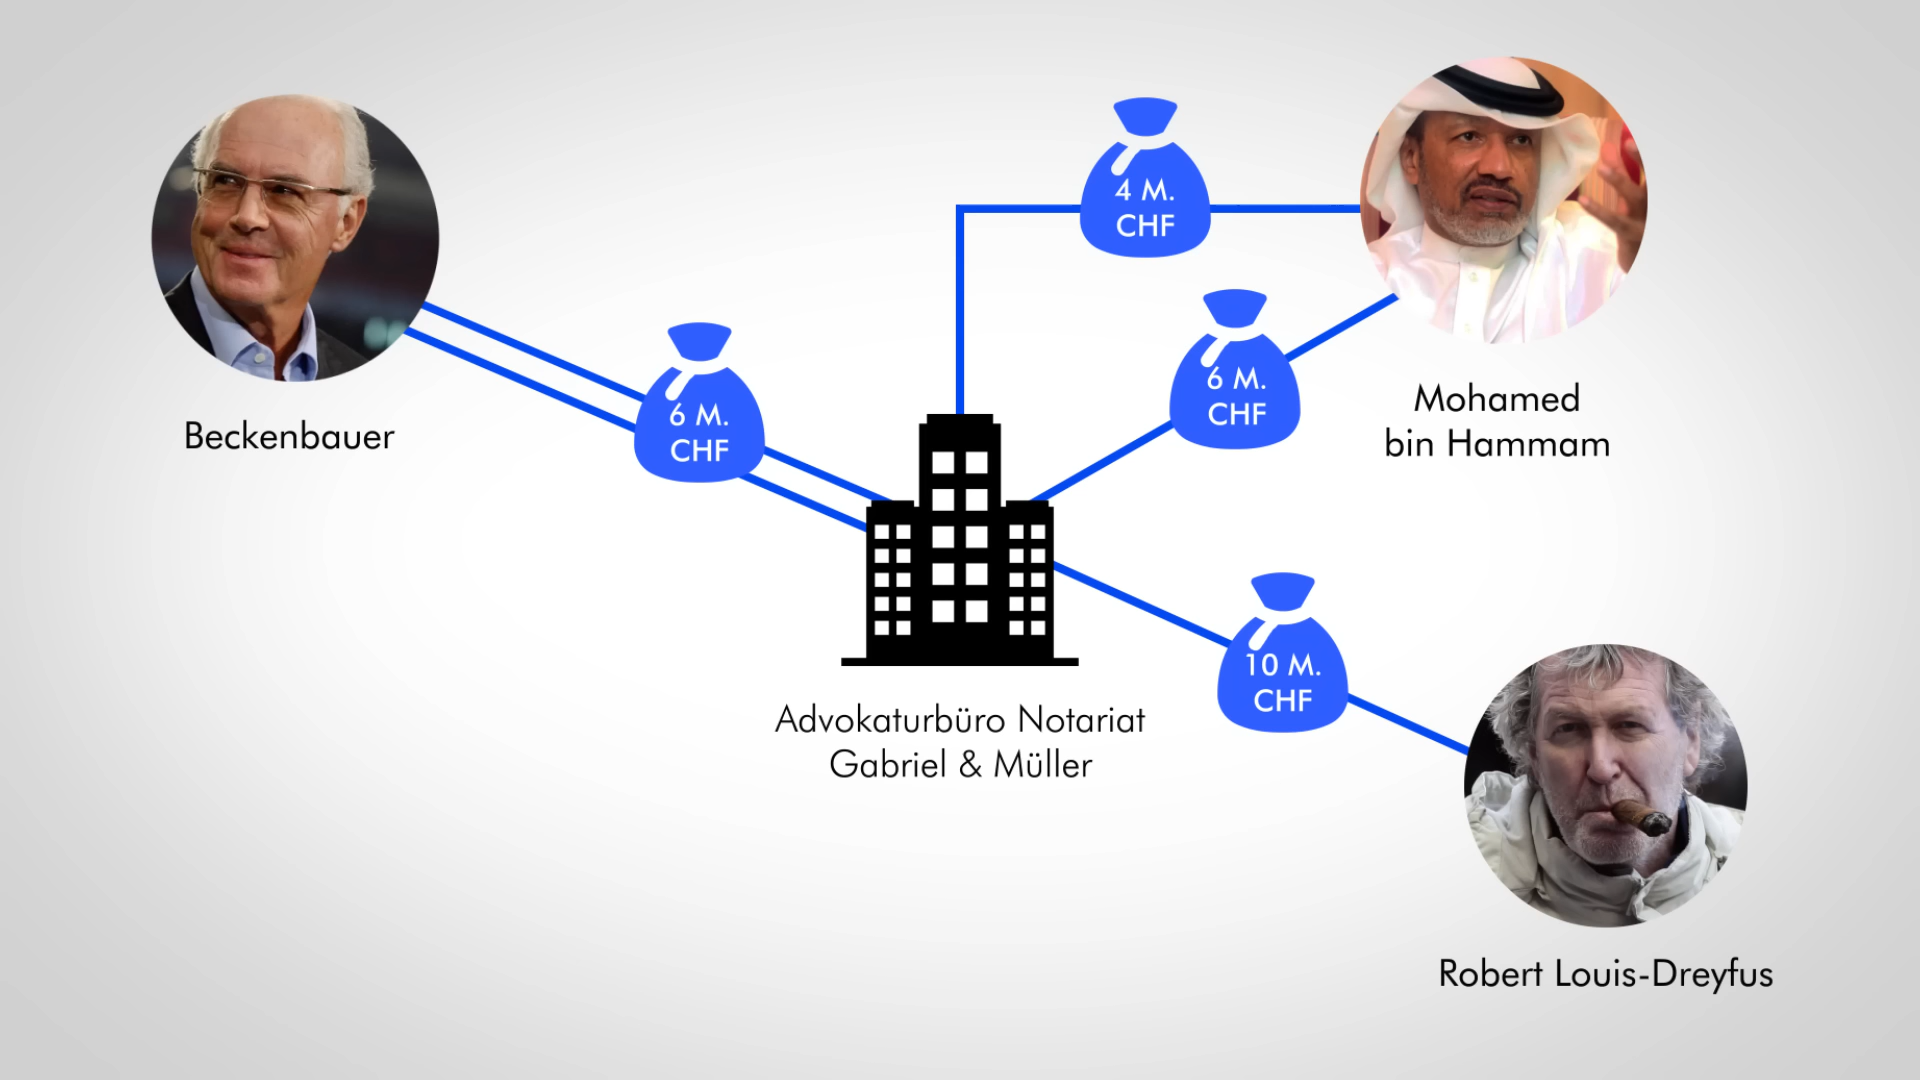 4 M.
CHF
6 M.
CHF
6 M.
CHF
Mohamed
bin Hammam
Beckenbauer
10 M.
CHF
Advokaturbüro Notariat
Gabriel & Müller
Robert Louis-Dreyfus